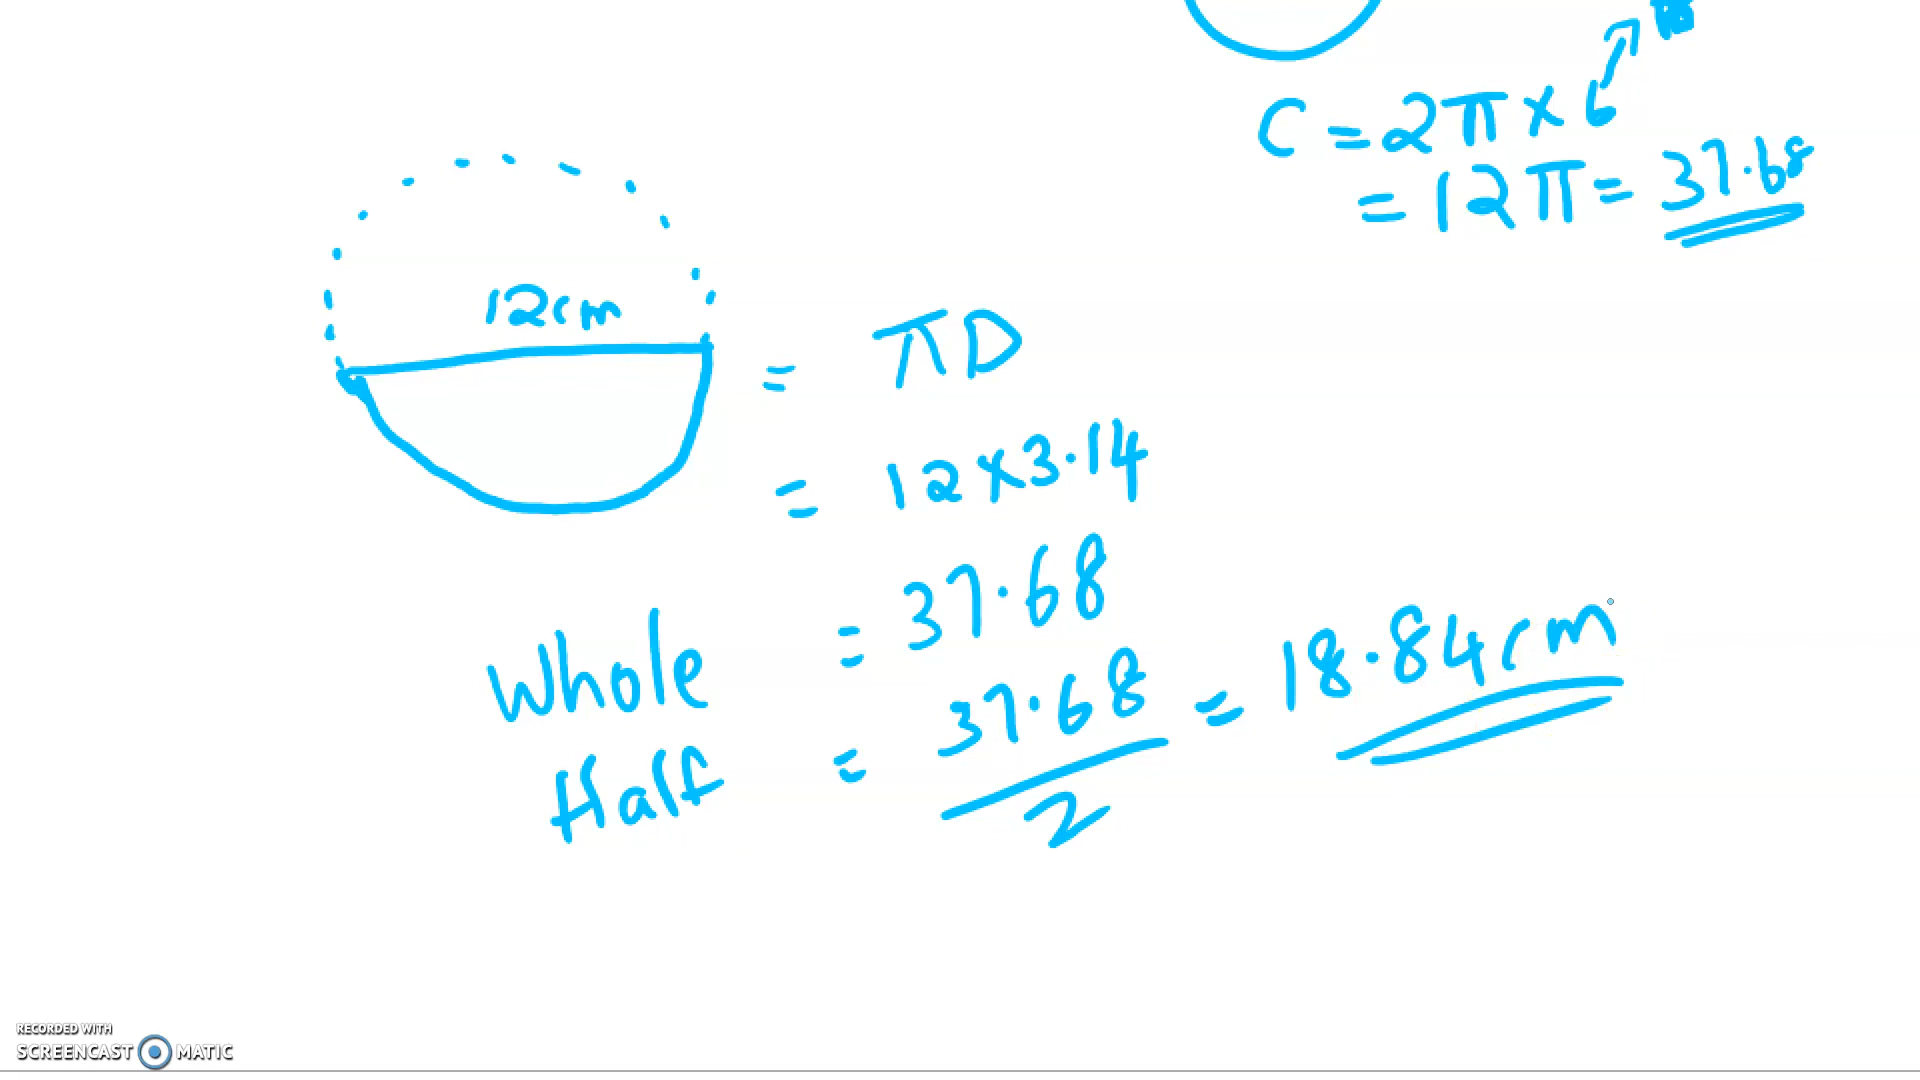 C = 2π × 6
= 12π = 37.68
12cm
= πD
= 12 × 3.14
Whole = 37.68
Half = 37.68 / 2 = 18.84cm
RECORDED WITH
SCREENCAST MATIC